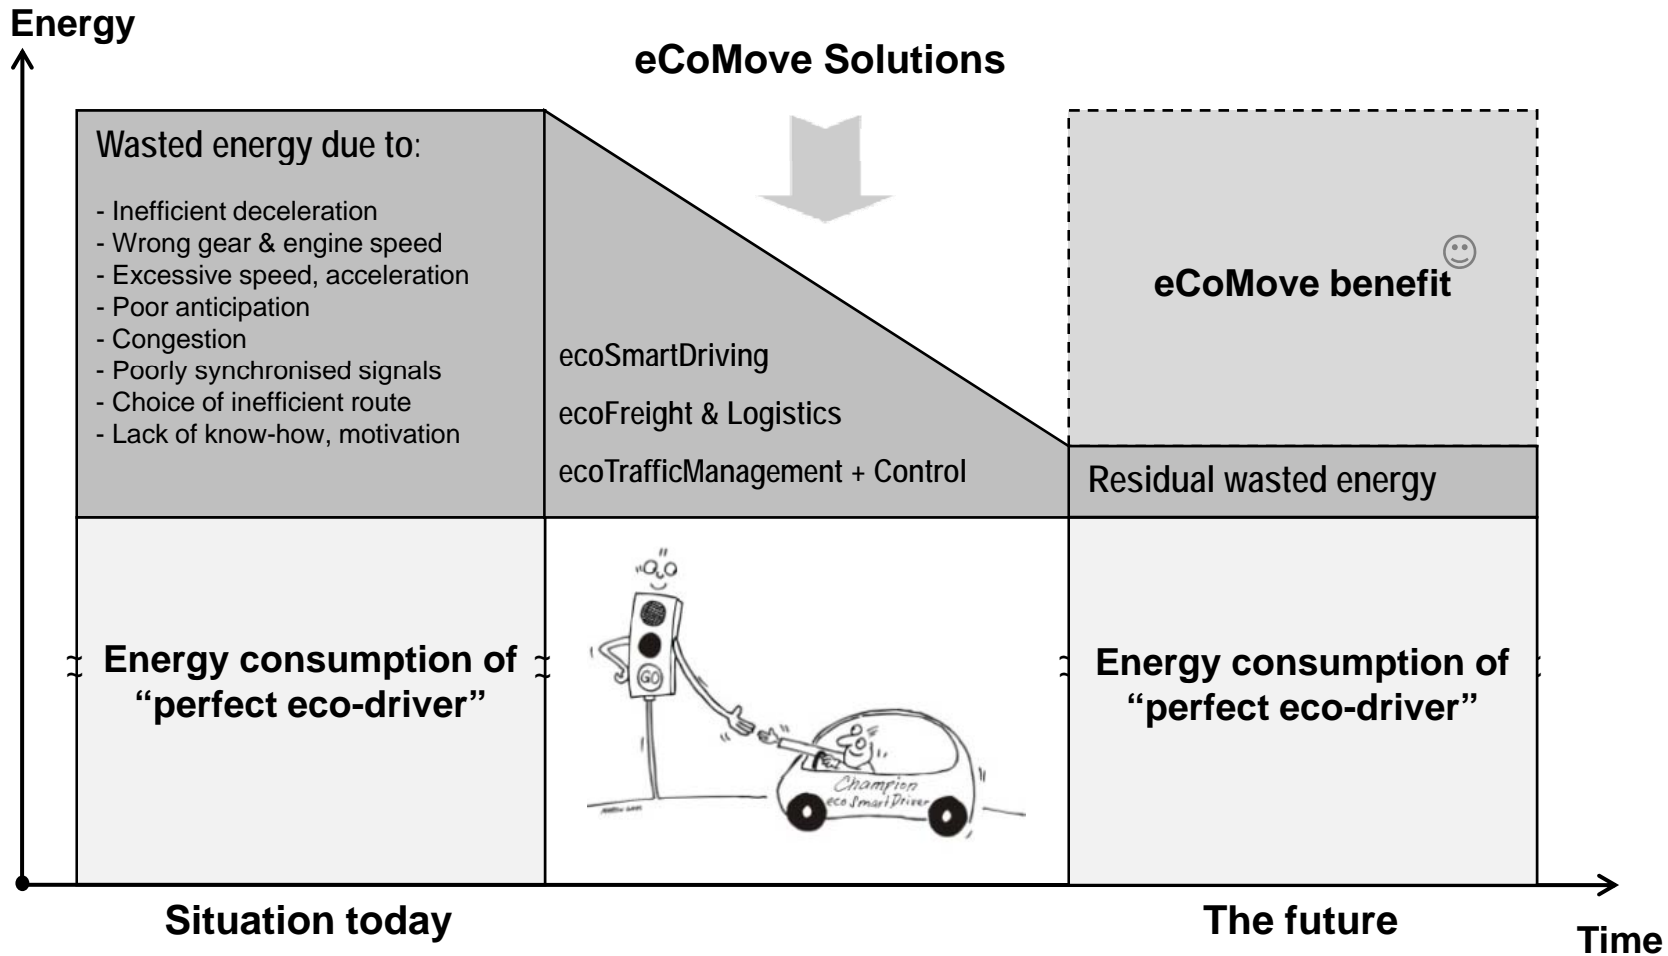 Energy
eCoMove Solutions
Wasted energy due to:
- Inefficient deceleration
- Wrong gear & engine speed
- Excessive speed, acceleration
- Poor anticipation
- Congestion
- Poorly synchronised signals
- Choice of inefficient route
- Lack of know-how, motivation
ecoSmartDriving
ecoFreight & Logistics
ecoTrafficManagement + Control
eCoMove benefit
Residual wasted energy
Energy consumption of
“perfect eco-driver”
GO
Champion
ecoSmartDriver
Energy consumption of
“perfect eco-driver”
Situation today
The future
Time